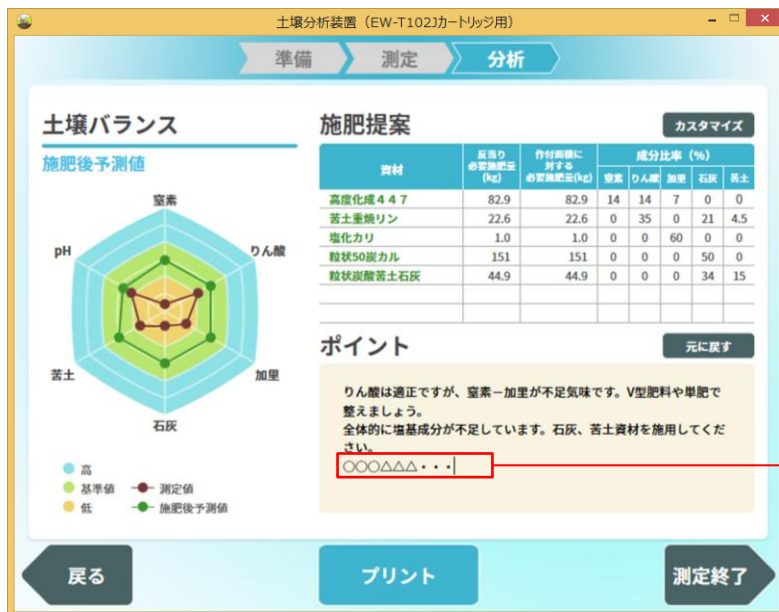 土壌分析装置（EW-T102Jカートリッジ用）
準備 測定 分析
土壌バランス
施肥後予測値
窒素
りん酸
加里
石灰
苦土
pH
高
基準値
低
測定値
施肥後予測値
施肥提案
カスタマイズ
資材 反当り必要施肥量(kg) 作付面積に対する必要施肥量(kg) 成分比率（%）
窒素 りん酸 加里 石灰 苦土
高度化成４４７ 82.9 82.9 14 14 7 0 0
苦土重焼リン 22.6 22.6 0 35 0 21 4.5
塩化カリ 1.0 1.0 0 0 60 0 0
粒状50炭カル 151 151 0 0 0 50 0
粒状炭酸苦土石灰 44.9 44.9 0 0 0 34 15
ポイント
元に戻す
りん酸は適正ですが、窒素－加里が不足気味です。V型肥料や単肥で
整えましょう。
全体的に塩基成分が不足しています。石灰、苦土資材を施用してくだ
さい。
○○○△△△・・・
戻る
プリント
測定終了